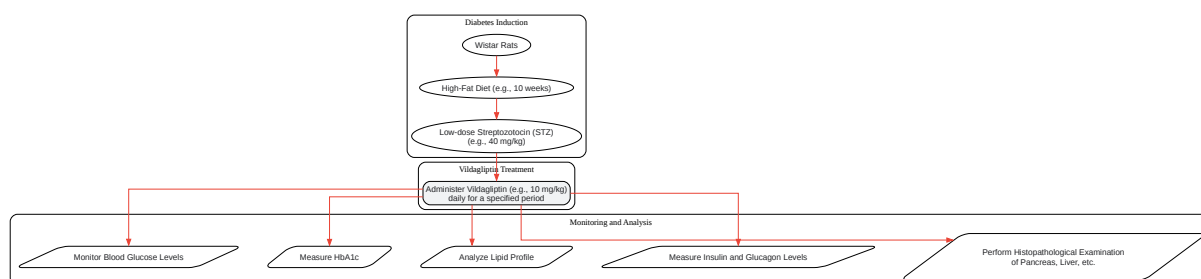 Diabetes Induction
Wistar Rats
High-Fat Diet (e.g., 10 weeks)
Low-dose Streptozotocin (STZ)
(e.g., 40 mg/kg)
Vildagliptin Treatment
Administer Vildagliptin (e.g., 10 mg/kg)
daily for a specified period
Monitoring and Analysis
Monitor Blood Glucose Levels
Measure HbA1c
Analyze Lipid Profile
Measure Insulin and Glucagon Levels
Perform Histopathological Examination
of Pancreas, Liver, etc.